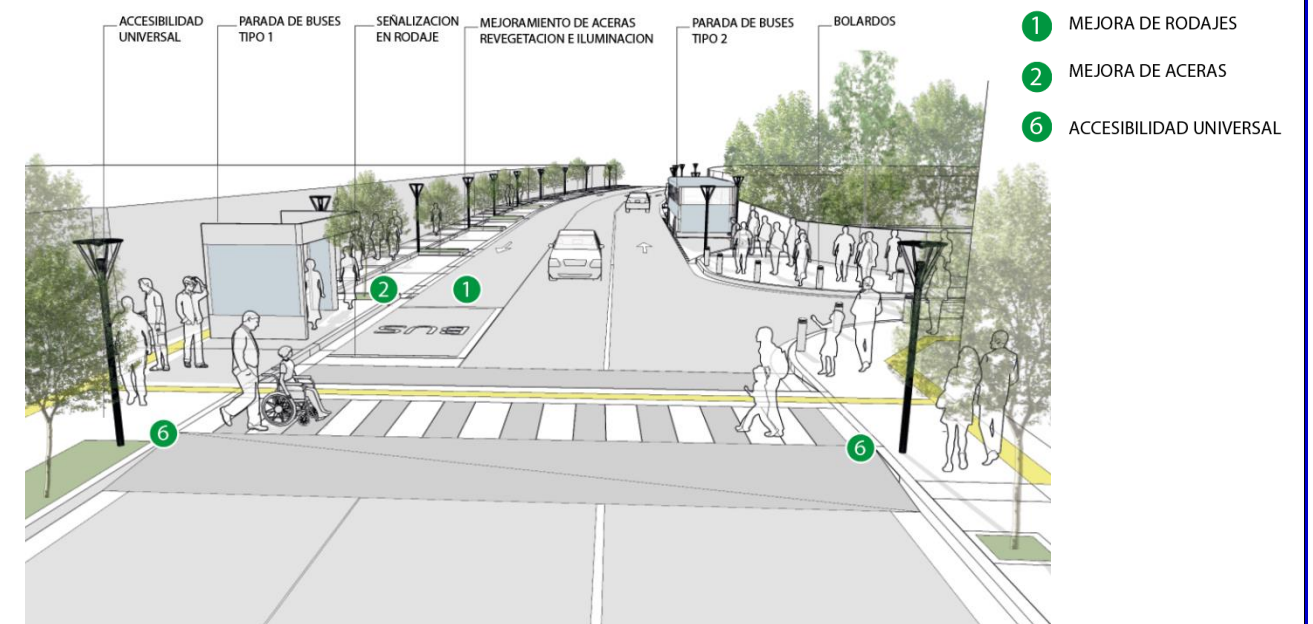 ACCESIBILIDAD
UNIVERSAL
PARADA DE BUSES
TIPO 1
SEÑALIZACION
EN RODAJE
MEJORAMIENTO DE ACERAS
REVEGETACION E ILUMINACION
PARADA DE BUSES
TIPO 2
BOLARDOS
1 MEJORA DE RODAJES
2 MEJORA DE ACERAS
6 ACCESIBILIDAD UNIVERSAL
2
1
BUS
6
6